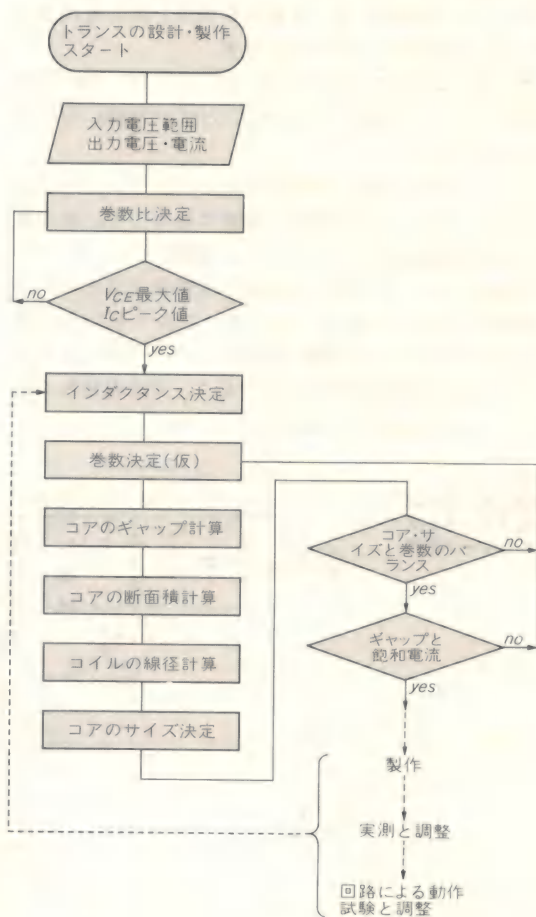 トランスの設計・製作
スタート
入力電圧範囲
出力電圧・電流
巻数比決定
no
VCE最大値
ICピーク値
yes
インダクタンス決定
巻数決定(仮)
コアのギャップ計算
コアの断面積計算
コイルの線径計算
コアのサイズ決定
コア・サ
イズと巻数のバ
ランス
no
yes
ギャップと
飽和電流
no
yes
製作
実測と調整
回路による動作
試験と調整